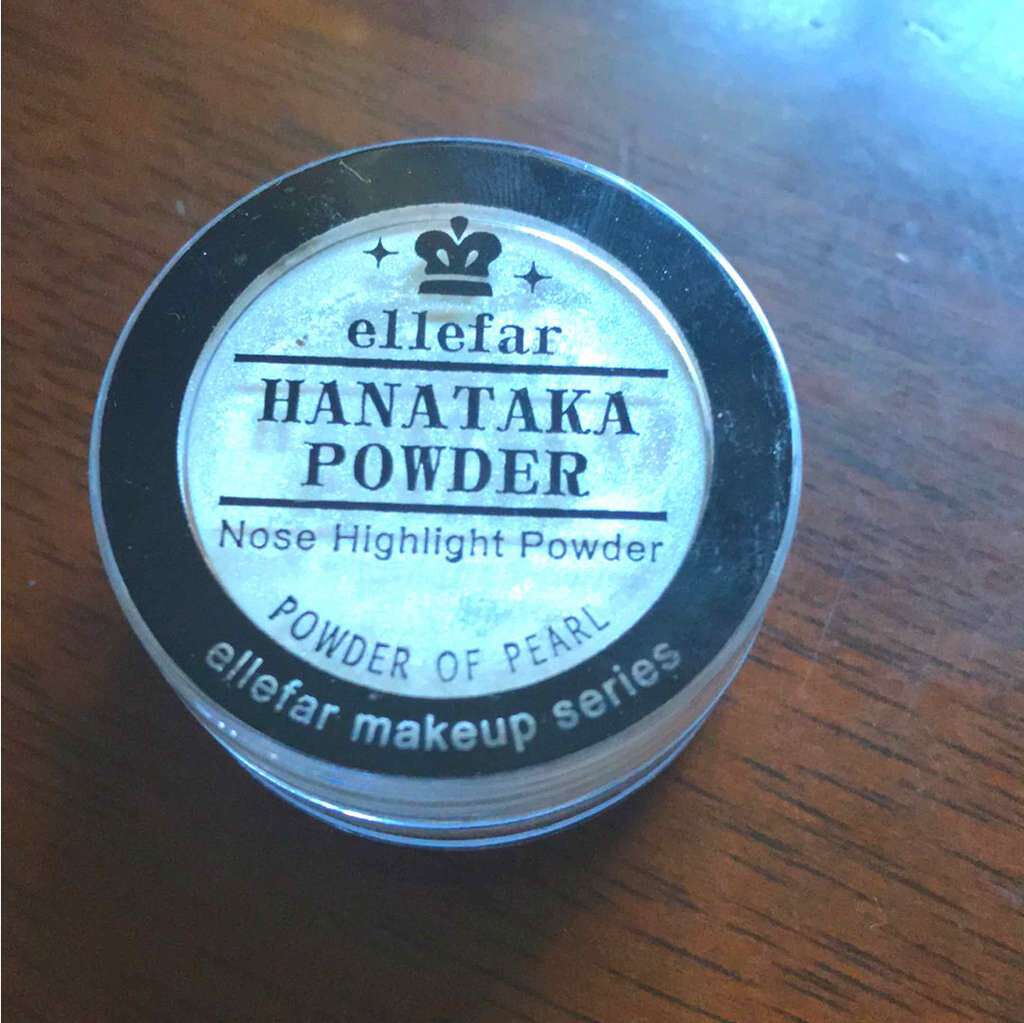 ellefar
HANATAKA
POWDER
Nose Highlight Powder
POWDER OF PEARL
ellefar makeup series